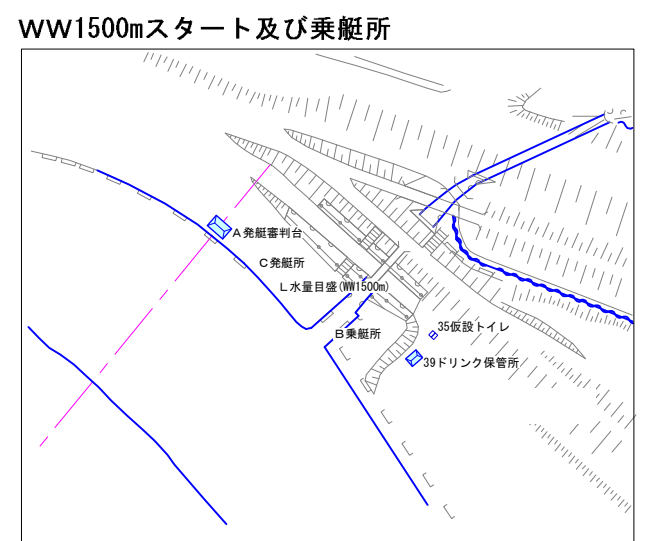 WW1500mスタート及び乗艇所
A発艇審判台
C発艇所
L水量目盛(WW1500m)
B乗艇所
35仮設トイレ
39ドリンク保管所